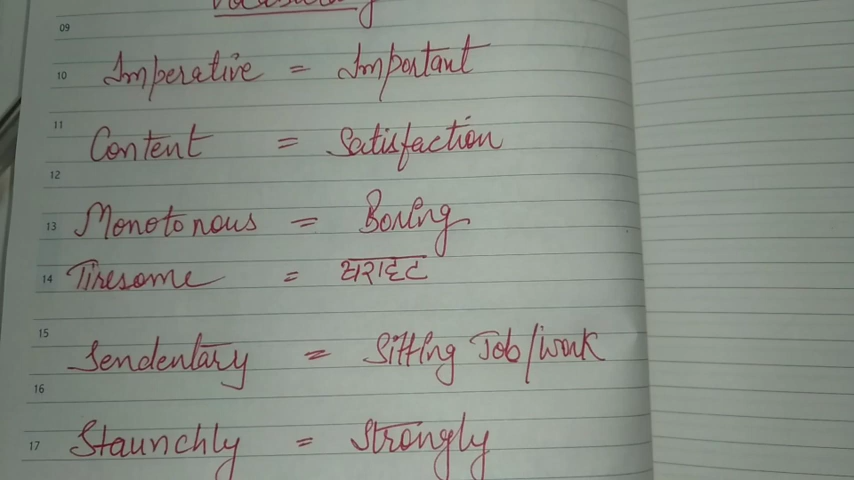 Vocabulary
09
10 Imperative = Important
11
Content = Satisfaction
12
13 Monotonous = Boring
14 Tiresome = थराहट
15
Sendentary = Sitting Job/work
16
17 Staunchly = Strongly